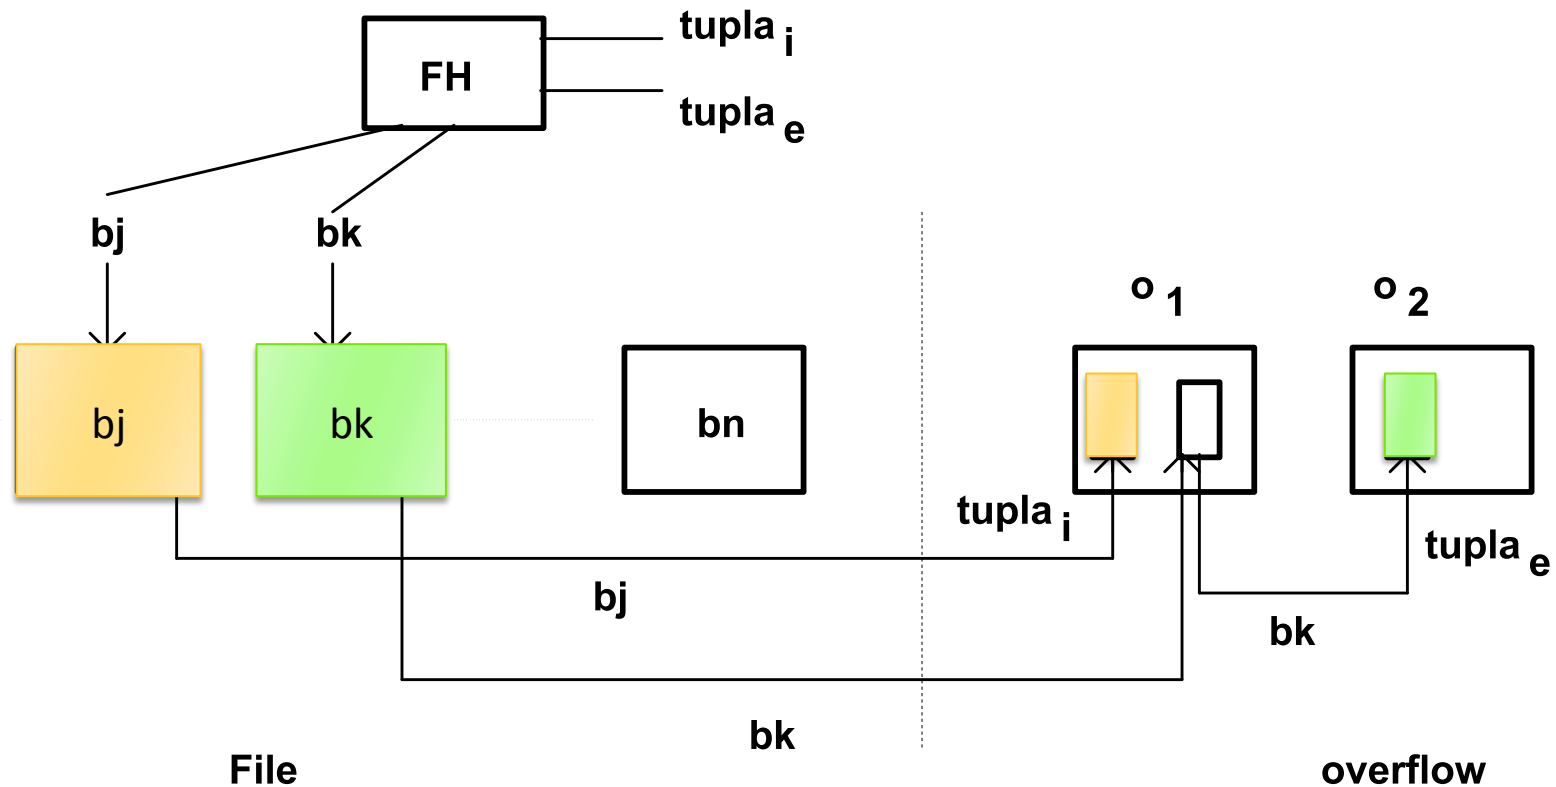 tupla i
FH
tupla e
bj bk
o 1 o 2
bj bk bn
tupla i
tupla e
bj
bk
bk
File overflow